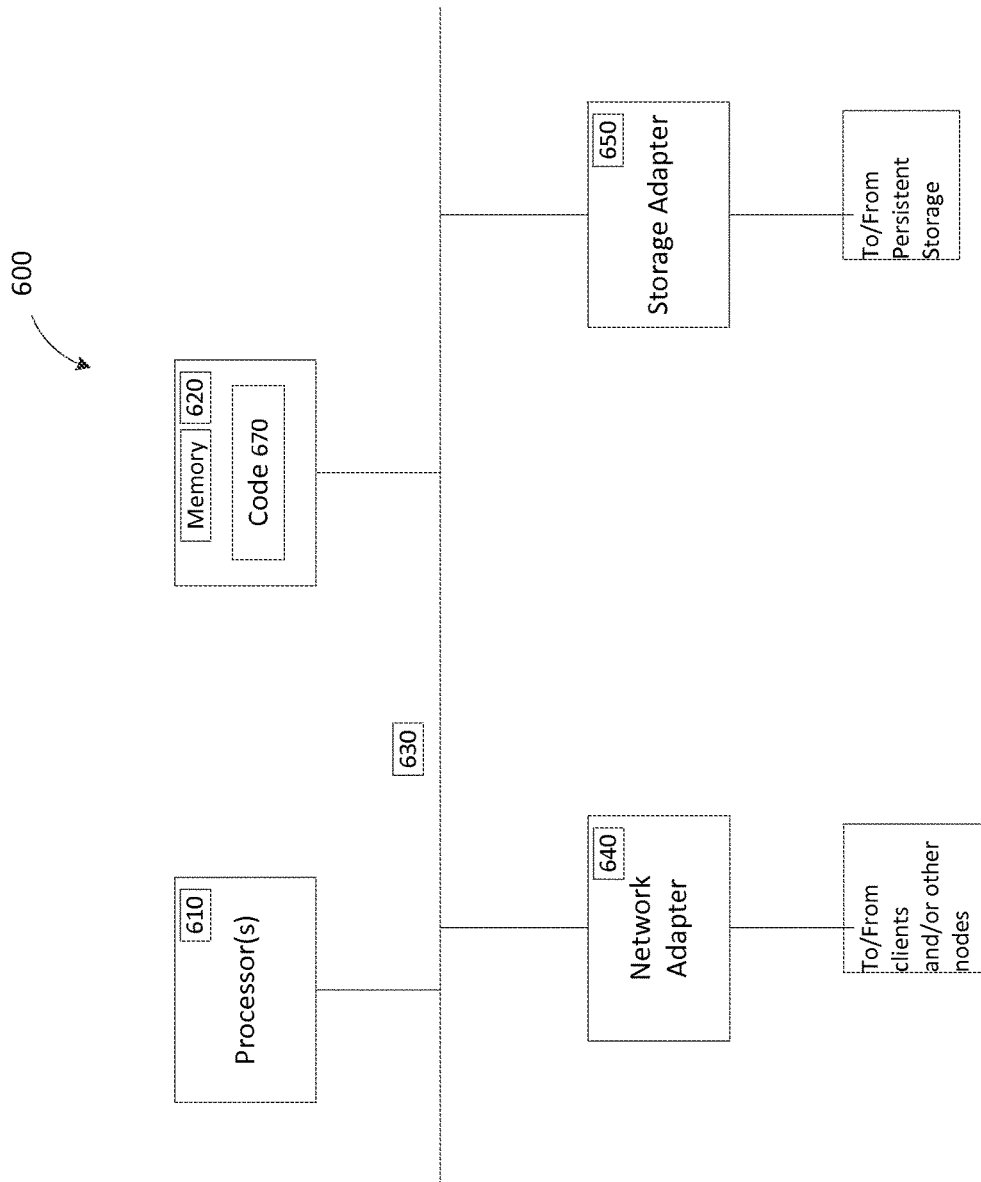 600
610
Processor(s)
Memory
620
Code 670
630
640
Network
Adapter
650
Storage Adapter
To/From
clients
and/or other
nodes
To/From
Persistent
Storage